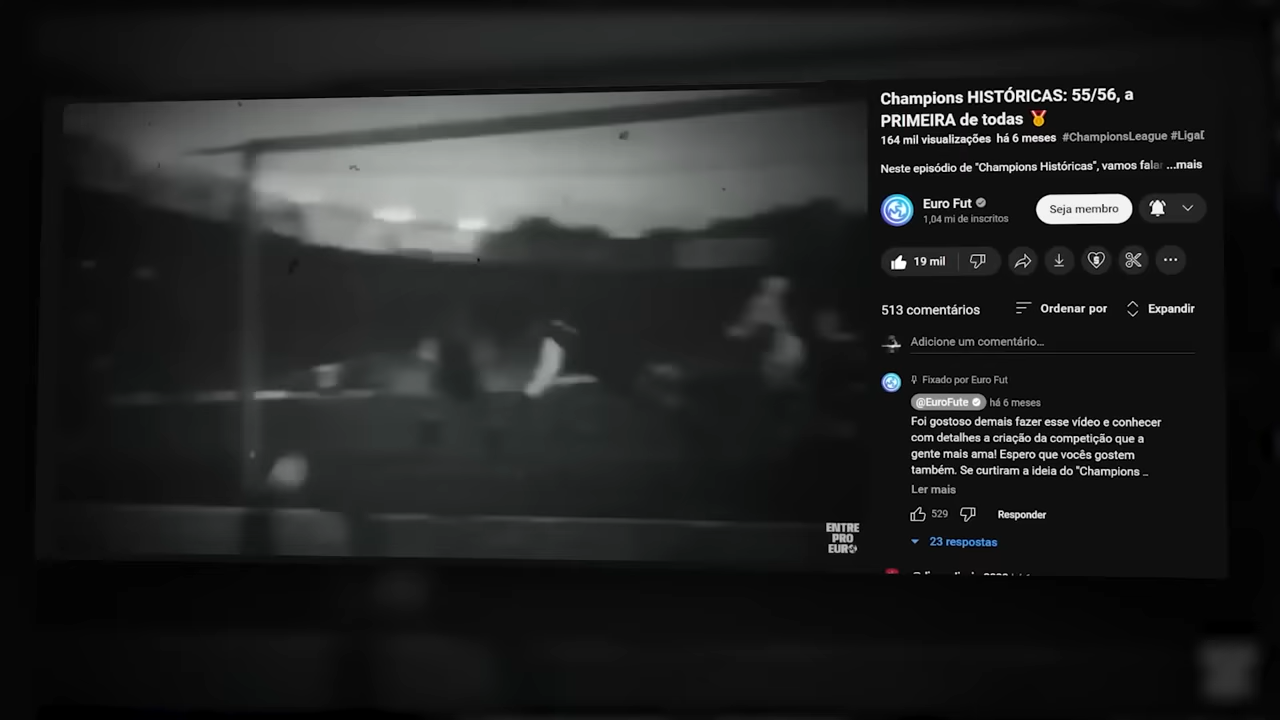 Champions HISTÓRICAS: 55/56, a
PRIMEIRA de todas 🏅
164 mil visualizações há 6 meses #ChampionsLeague
Neste episódio de "Champions Históricas", vamos falar ...mais
Euro Fut
1,04 mi de inscritos
Seja membro
19 mil
513 comentários
Ordenar por
Expandir
Adicione um comentário...
Fixado por Euro Fut
@EuroFute há 6 meses
Foi gostoso demais fazer esse vídeo e conhecer
com detalhes a criação da competição que a
gente mais ama! Espero que vocês gostem
também. Se curtiram a ideia do "Champions ..
Ler mais
529
Responder
23 respostas
ENTRE
PRO
EURO